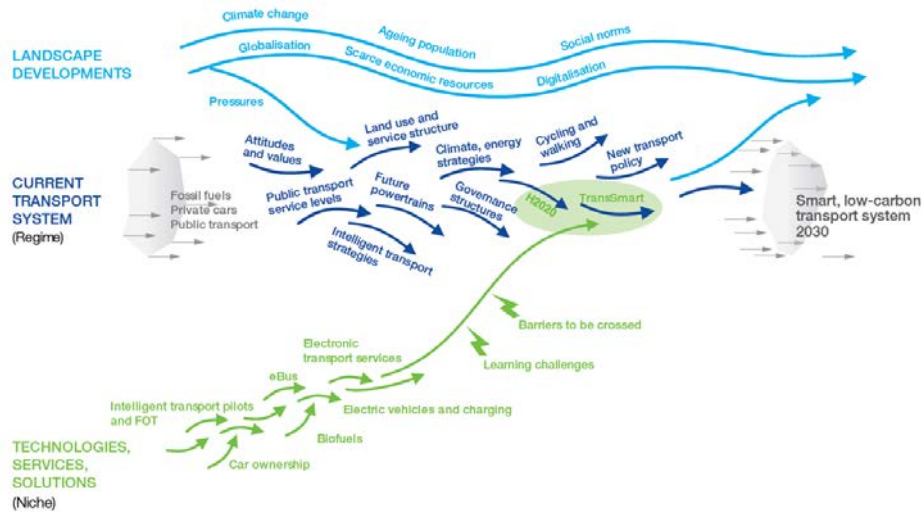 Climate change
Ageing population
Social norms
LANDSCAPE
DEVELOPMENTS
Globalisation
Scarce economic resources
Digitalisation
Pressures
Attitudes
and values
Land use and
service structure
Climate, energy
strategies
Cycling and
walking
New transport
policy
CURRENT
TRANSPORT
SYSTEM
(Regime)
Fossil fuels
Private cars
Public transport
Public transport
service levels
Future
powertrains
Governance
structures
H2020
TransSmart
Smart, low-carbon
transport system
2030
Intelligent transport
strategies
Barriers to be crossed
Learning challenges
Electronic
transport services
eBus
Intelligent transport pilots
and FOT
Electric vehicles and charging
Biofuels
Car ownership
TECHNOLOGIES,
SERVICES,
SOLUTIONS
(Niche)